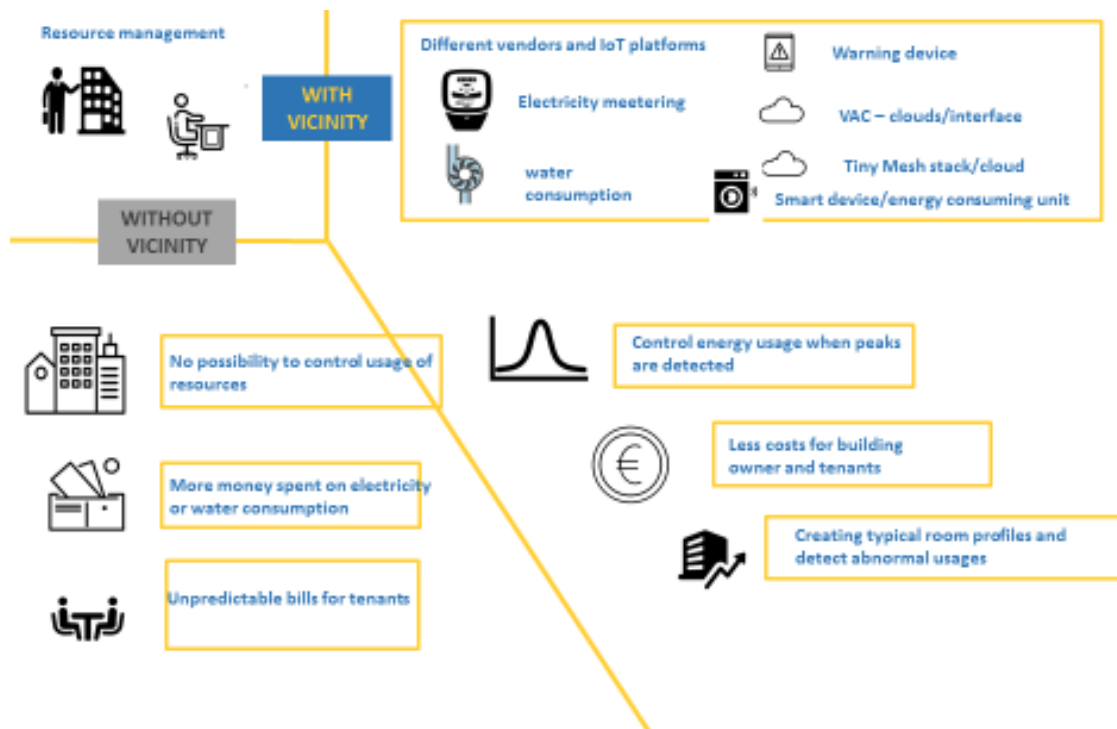 Resource management
WITH
VICINITY
Different vendors and IoT platforms
Electricity meetering
water
consumption
Warning device
VAC – clouds/interface
Tiny Mesh stack/cloud
Smart device/energy consuming unit
WITHOUT
VICINITY
No possibility to control usage of
resources
More money spent on electricity
or water consumption
Unpredictable bills for tenants
Control energy usage when peaks
are detected
€
Less costs for building
owner and tenants
Creating typical room profiles and
detect abnormal usages